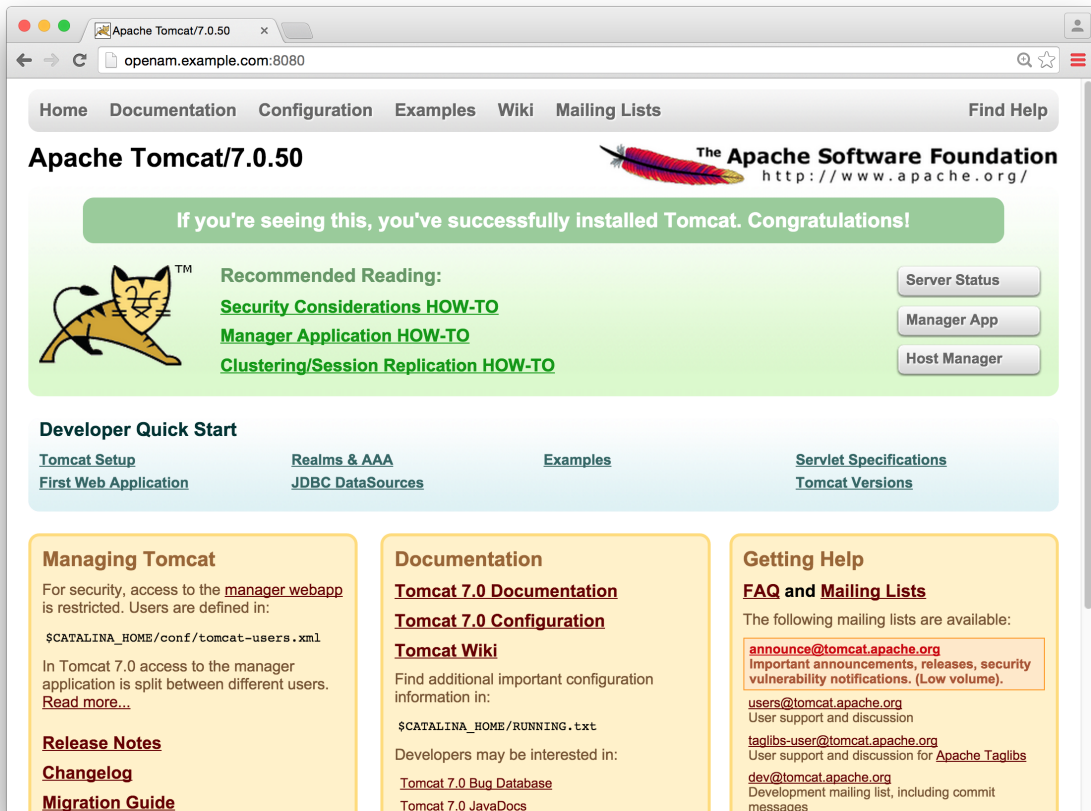 Apache Tomcat/7.0.50
openam.example.com:8080
Home Documentation Configuration Examples Wiki Mailing Lists Find Help
Apache Tomcat/7.0.50
The Apache Software Foundation
http://www.apache.org/
If you're seeing this, you've successfully installed Tomcat. Congratulations!
TM
Recommended Reading:
Security Considerations HOW-TO
Manager Application HOW-TO
Clustering/Session Replication HOW-TO
Server Status
Manager App
Host Manager
Developer Quick Start
Tomcat Setup
First Web Application
Realms & AAA
JDBC DataSources
Examples
Servlet Specifications
Tomcat Versions
Managing Tomcat
For security, access to the manager webapp
is restricted. Users are defined in:
$CATALINA_HOME/conf/tomcat-users.xml
In Tomcat 7.0 access to the manager
application is split between different users.
Read more...
Release Notes
Changelog
Migration Guide
Documentation
Tomcat 7.0 Documentation
Tomcat 7.0 Configuration
Tomcat Wiki
Find additional important configuration
information in:
$CATALINA_HOME/RUNNING.txt
Developers may be interested in:
Tomcat 7.0 Bug Database
Tomcat 7.0 JavaDocs
Getting Help
FAQ and Mailing Lists
The following mailing lists are available:
announce@tomcat.apache.org
Important announcements, releases, security
vulnerability notifications. (Low volume).
users@tomcat.apache.org
User support and discussion
taglibs-user@tomcat.apache.org
User support and discussion for Apache Taglibs
dev@tomcat.apache.org
Development mailing list, including commit
messages